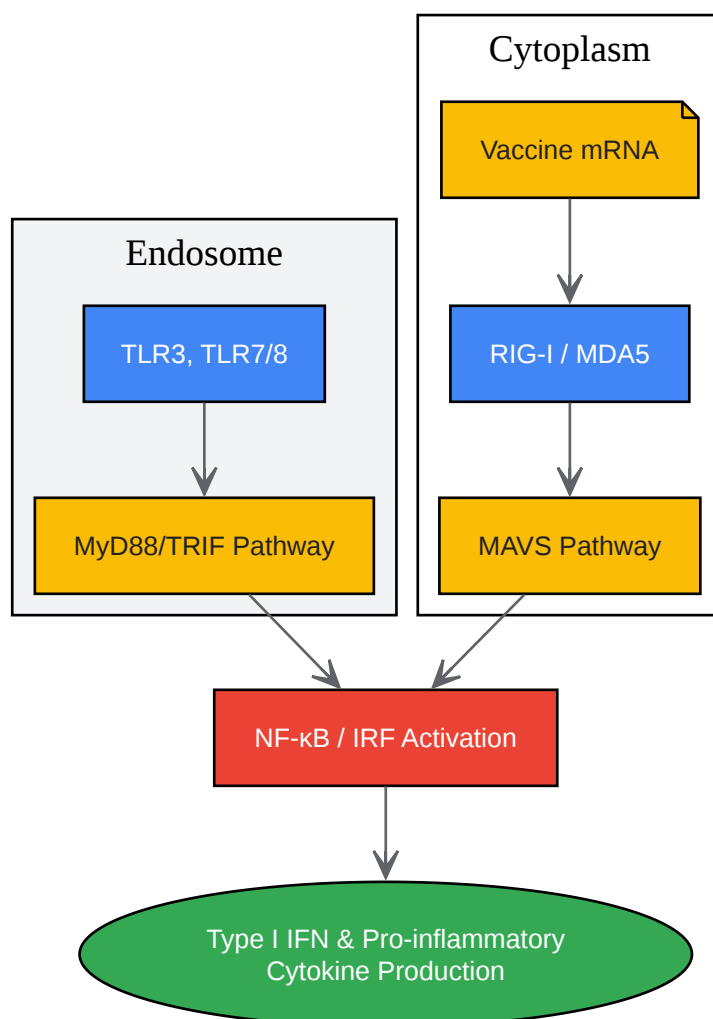 Cytoplasm
Vaccine mRNA
Endosome
TLR3, TLR7/8
RIG-I / MDA5
MyD88/TRIF Pathway
MAVS Pathway
NF-κB / IRF Activation
Type I IFN & Pro-inflammatory
Cytokine Production